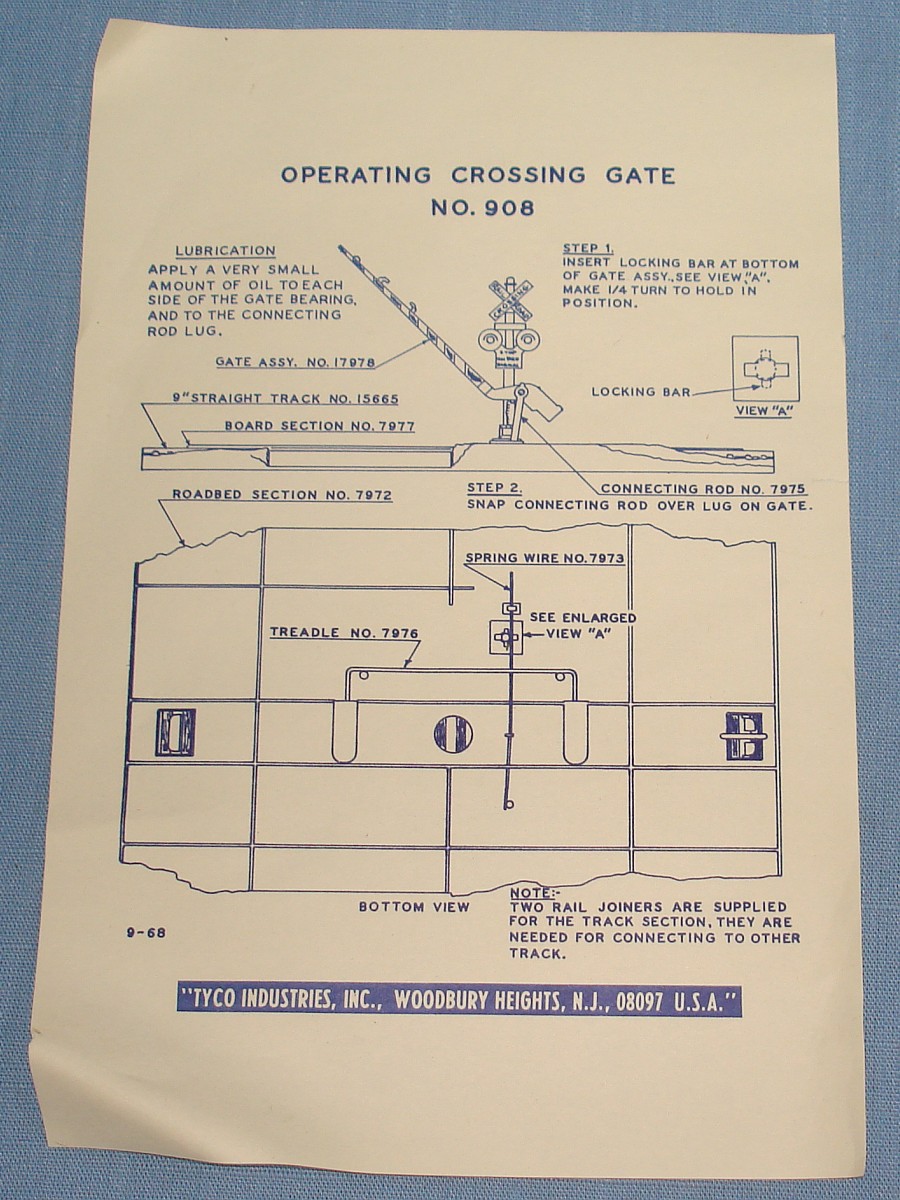 OPERATING CROSSING GATE
NO. 908
LUBRICATION
APPLY A VERY SMALL
AMOUNT OF OIL TO EACH
SIDE OF THE GATE BEARING,
AND TO THE CONNECTING
ROD LUG.
STEP 1.
INSERT LOCKING BAR AT BOTTOM
OF GATE ASSY., SEE VIEW "A".
MAKE 1/4 TURN TO HOLD IN
POSITION.
CROSSING
GATE ASSY. NO. 17978
LOCKING BAR
VIEW "A"
9" STRAIGHT TRACK NO. 15665
BOARD SECTION NO. 7977
ROADBED SECTION NO. 7972
STEP 2.
SNAP CONNECTING ROD OVER LUG ON GATE.
CONNECTING ROD NO. 7975
SPRING WIRE NO. 7973
SEE ENLARGED
VIEW "A"
TREADLE NO. 7976
BOTTOM VIEW
NOTE:-
TWO RAIL JOINERS ARE SUPPLIED
FOR THE TRACK SECTION, THEY ARE
NEEDED FOR CONNECTING TO OTHER
TRACK.
9-68
"TYCO INDUSTRIES, INC., WOODBURY HEIGHTS, N.J., 08097 U.S.A."